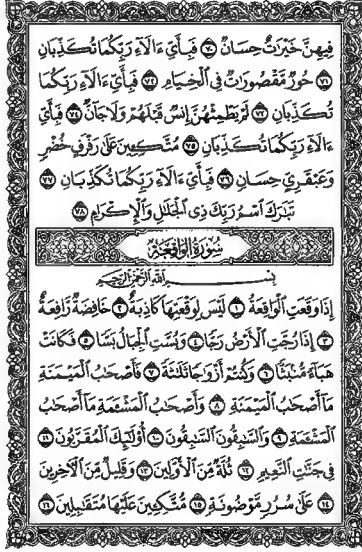 فِيهِنَّ خَيْرَٰتٌ حِسَانٌ ٧٠ فَبِأَىِّ ءَالَآءِ رَبِّكُمَا تُكَذِّبَانِ
٧١ حُورٌ مَّقْصُورَٰتٌ فِى ٱلْخِيَامِ ٧٢ فَبِأَىِّ ءَالَآءِ رَبِّكُمَا
تُكَذِّبَانِ ٧٣ لَمْ يَطْمِثْهُنَّ إِنسٌ قَبْلَهُمْ وَلَا جَآنٌّ ٧٤ فَبِأَىِّ
ءَالَآءِ رَبِّكُمَا تُكَذِّبَانِ ٧٥ مُتَّكِـِٔينَ عَلَىٰ رَفْرَفٍ خُضْرٍ
وَعَبْقَرِىٍّ حِسَانٍ ٧٦ فَبِأَىِّ ءَالَآءِ رَبِّكُمَا تُكَذِّبَانِ ٧٧
تَبَٰرَكَ ٱسْمُ رَبِّكَ ذِى ٱلْجَلَٰلِ وَٱلْإِكْرَامِ ٧٨
سُورَةُ الوَاقِعَةِ
بِسْمِ ٱللَّهِ ٱلرَّحْمَٰنِ ٱلرَّحِيمِ
إِذَا وَقَعَتِ ٱلْوَاقِعَةُ ١ لَيْسَ لِوَقْعَتِهَا كَاذِبَةٌ ٢ خَافِضَةٌ رَّافِعَةٌ
٣ إِذَا رُجَّتِ ٱلْأَرْضُ رَجًّا ٤ وَبُسَّتِ ٱلْجِبَالُ بَسًّا ٥ فَكَانَتْ
هَبَآءً مُّنۢبَثًّا ٦ وَكُنتُمْ أَزْوَٰجًا ثَلَٰثَةً ٧ فَأَصْحَٰبُ ٱلْمَيْمَنَةِ
مَآ أَصْحَٰبُ ٱلْمَيْمَنَةِ ٨ وَأَصْحَٰبُ ٱلْمَشْـَٔمَةِ مَآ أَصْحَٰبُ
ٱلْمَشْـَٔمَةِ ٩ وَٱلسَّٰبِقُونَ ٱلسَّٰبِقُونَ ١٠ أُو۟لَٰٓئِكَ ٱلْمُقَرَّبُونَ ١١
فِى جَنَّٰتِ ٱلنَّعِيمِ ١٢ ثُلَّةٌ مِّنَ ٱلْأَوَّلِينَ ١٣ وَقَلِيلٌ مِّنَ ٱلْءَاخِرِينَ
١٤ عَلَىٰ سُرُرٍ مَّوْضُونَةٍ ١٥ مُّتَّكِـِٔينَ عَلَيْهَا مُتَقَٰبِلِينَ ١٦